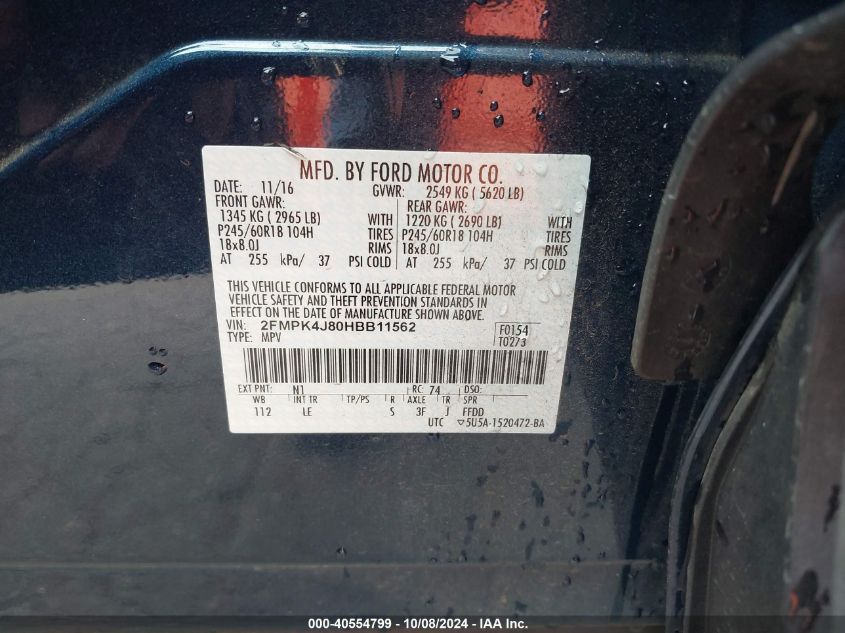 MFD. BY FORD MOTOR CO.
DATE: 11/16 GVWR: 2549 KG ( 5620 LB)
FRONT GAWR: REAR GAWR:
1345 KG ( 2965 LB) WITH 1220 KG ( 2690 LB) WITH
P245/60R18 104H TIRES P245/60R18 104H TIRES
18x8.0J RIMS 18x8.0J RIMS
AT 255 kPa/ 37 PSI COLD AT 255 kPa/ 37 PSI COLD
THIS VEHICLE CONFORMS TO ALL APPLICABLE FEDERAL MOTOR
VEHICLE SAFETY AND THEFT PREVENTION STANDARDS IN
EFFECT ON THE DATE OF MANUFACTURE SHOWN ABOVE.
VIN: 2FMPK4J80HBB11562 F0154
TYPE: MPV T0273
EXT PNT: N1 RC: 74 DSO:
WB INT TR TP/PS R AXLE TR SPR
112 LE S 3F J FFDD
UTC ▽5U5A-1520472-BA
000-40554799 - 10/08/2024 - IAA Inc.